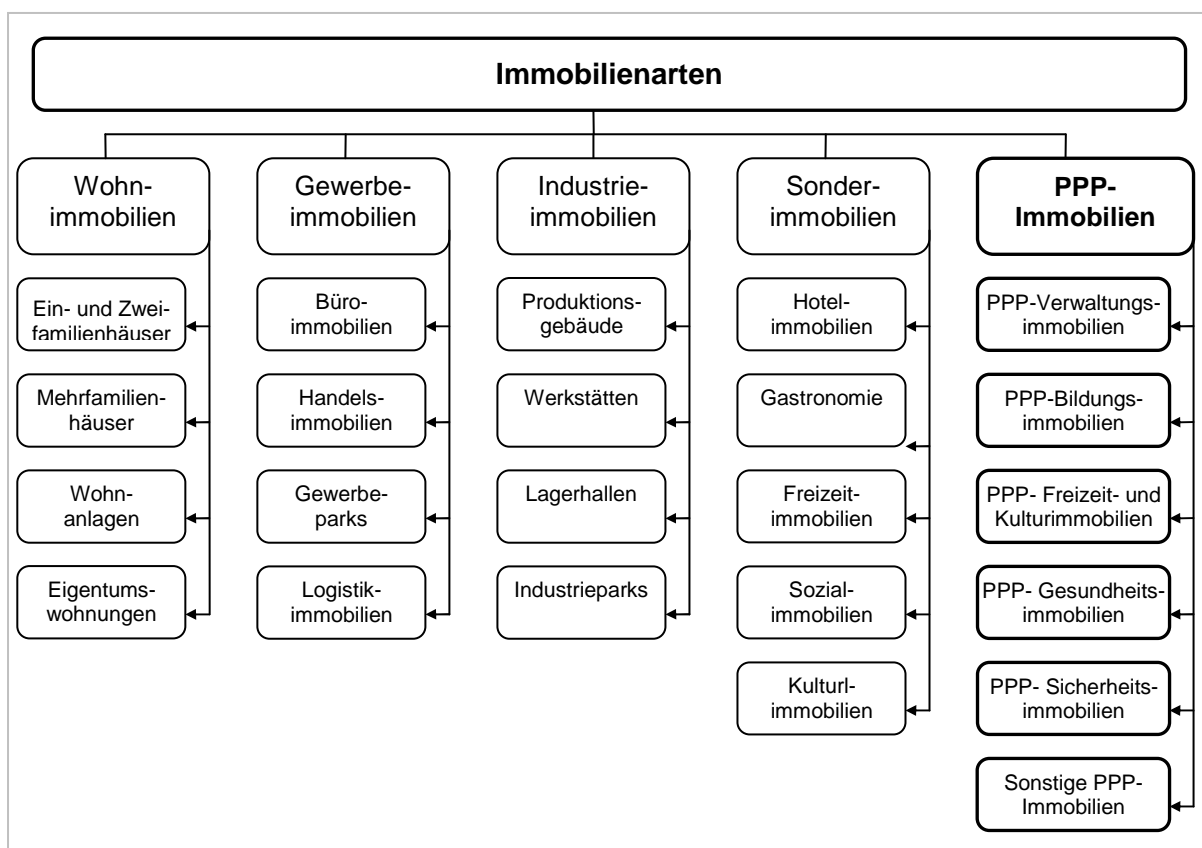 Immobilienarten
Wohn-
immobilien
Gewerbe-
immobilien
Industrie-
immobilien
Sonder-
immobilien
PPP-
Immobilien
Ein- und Zwei-
familienhäuser
Mehrfamilien-
häuser
Wohn-
anlagen
Eigentums-
wohnungen
Büro-
immobilien
Handels-
immobilien
Gewerbe-
parks
Logistik-
immobilien
Produktions-
gebäude
Werkstätten
Lagerhallen
Industrieparks
Hotel-
immobilien
Gastronomie
Freizeit-
immobilien
Sozial-
immobilien
Kulturl-
immobilien
PPP-Verwaltungs-
immobilien
PPP-Bildungs-
immobilien
PPP- Freizeit- und
Kulturimmobilien
PPP- Gesundheits-
immobilien
PPP- Sicherheits-
immobilien
Sonstige PPP-
Immobilien